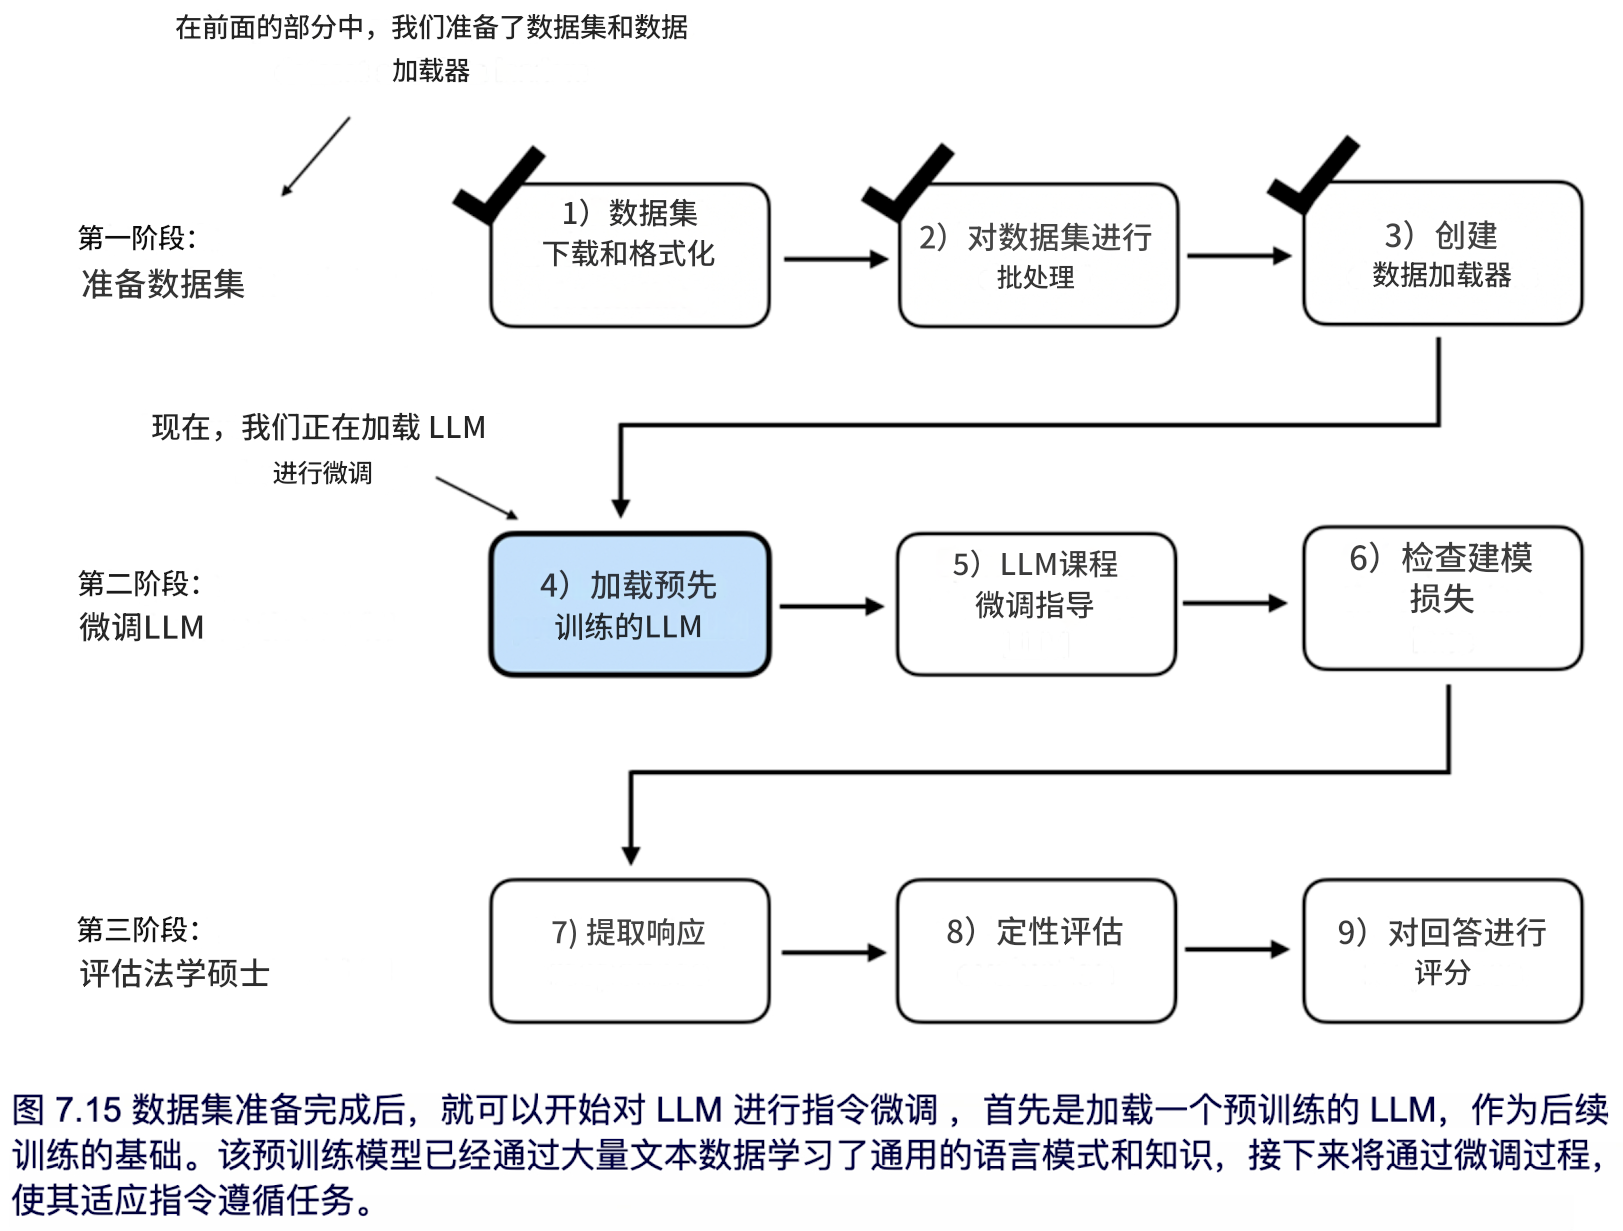 在前面的部分中，我们准备了数据集和数据
加载器
第一阶段：
准备数据集
1）数据集
下载和格式化
2）对数据集进行
批处理
3）创建
数据加载器
现在，我们正在加载 LLM
进行微调
第二阶段：
微调LLM
4）加载预先
训练的LLM
5）LLM课程
微调指导
6）检查建模
损失
第三阶段：
评估法学硕士
7) 提取响应
8）定性评估
9）对回答进行
评分
图 7.15 数据集准备完成后，就可以开始对 LLM 进行指令微调 ，首先是加载一个预训练的 LLM，作为后续
训练的基础。该预训练模型已经通过大量文本数据学习了通用的语言模式和知识，接下来将通过微调过程，
使其适应指令遵循任务。